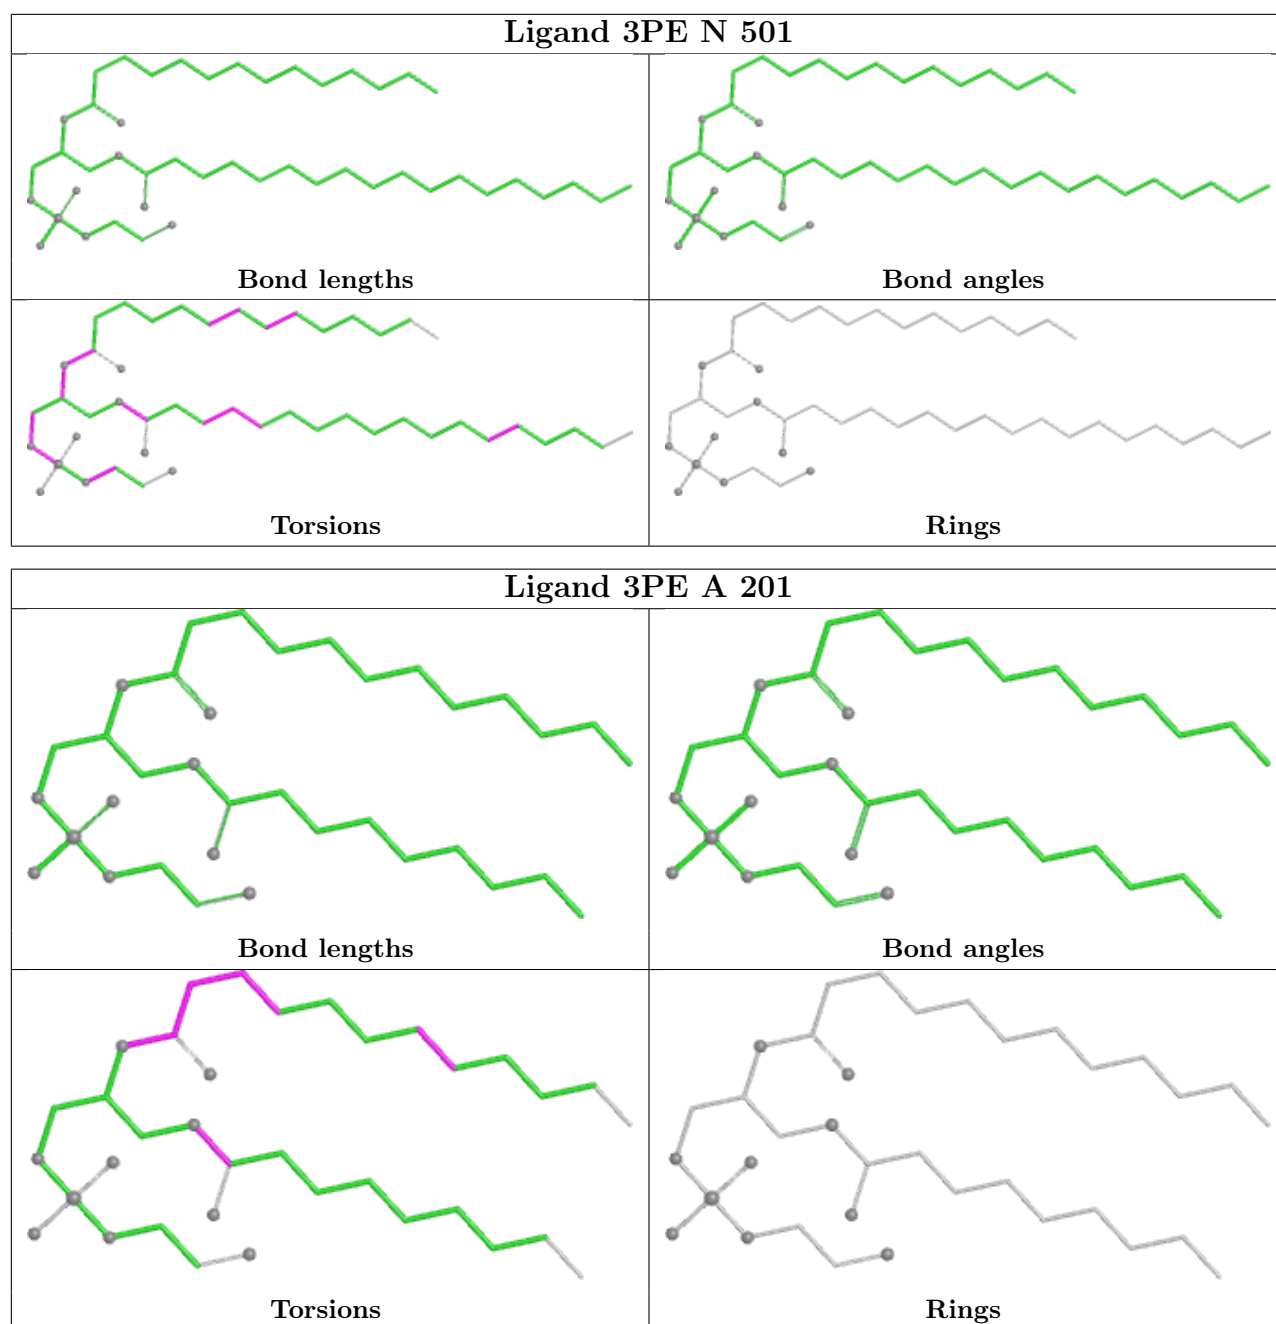 Ligand 3PE N 501
Bond lengths
Bond angles
Torsions
Rings
Ligand 3PE A 201
Bond lengths
Bond angles
Torsions
Rings